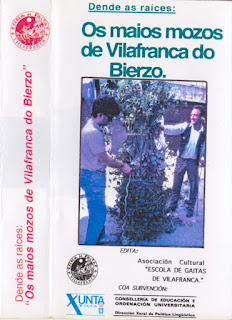 Dende as raíces:
"Os maios mozos de Vilafranca do Bierzo"
Dende as raíces:
Os maios mozos
de Vilafranca do
Bierzo.
EDITA:
Asociación Cultural
"ESCOLA DE GAITAS
DE VILAFRANCA."
COA SUBVENCIÓN:
XUNTA
CONSELLERÍA DE EDUCACIÓN E
ORDENACIÓN UNIVERSITARIA
Dirección Xeral de Política Lingüística